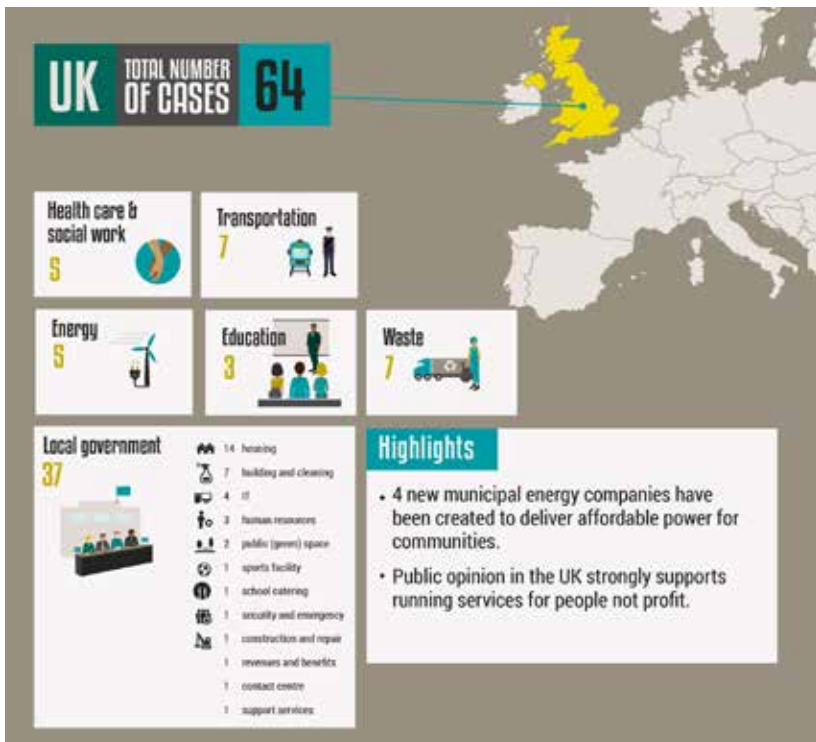 UK
TOTAL NUMBER
OF CASES
64
Health care &
social work
5
Transportation
7
Energy
5
Education
3
Waste
7
Local government
37
14 housing
7 building and cleaning
4 IT
3 human resources
2 public (green) space
1 sports facility
1 school catering
1 security and emergency
1 construction and repair
1 revenues and benefits
1 contact centre
1 support services
Highlights
• 4 new municipal energy companies have
been created to deliver affordable power for
communities.
• Public opinion in the UK strongly supports
running services for people not profit.